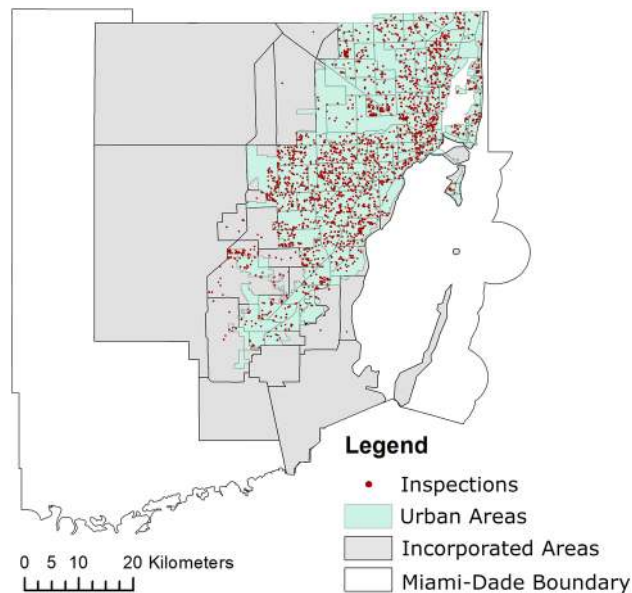 Legend
Inspections
Urban Areas
Incorporated Areas
Miami-Dade Boundary
0 5 10 20 Kilometers